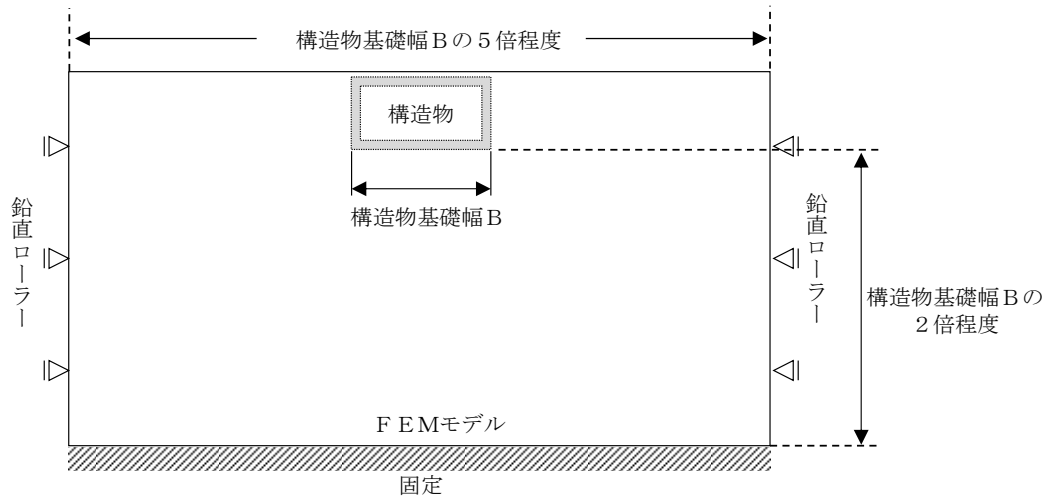 構造物基礎幅Ｂの５倍程度
構造物
構造物基礎幅Ｂ
鉛直ローラー
鉛直ローラー
構造物基礎幅Ｂの
２倍程度
ＦＥＭモデル
固定